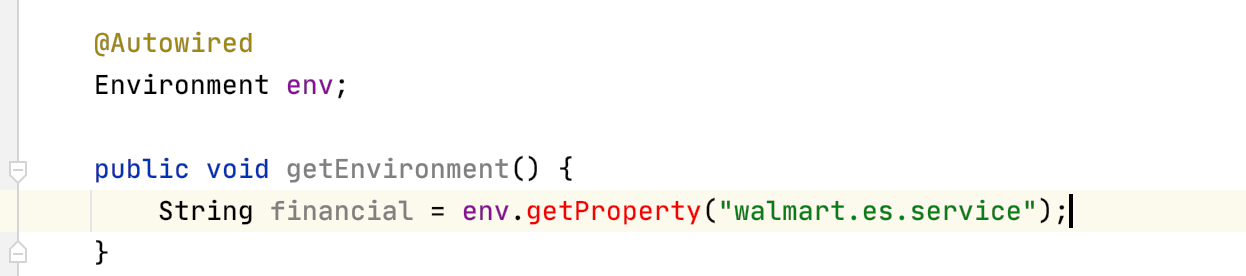 @Autowired
Environment env;
public void getEnvironment() {
String financial = env.getProperty("walmart.es.service");
}